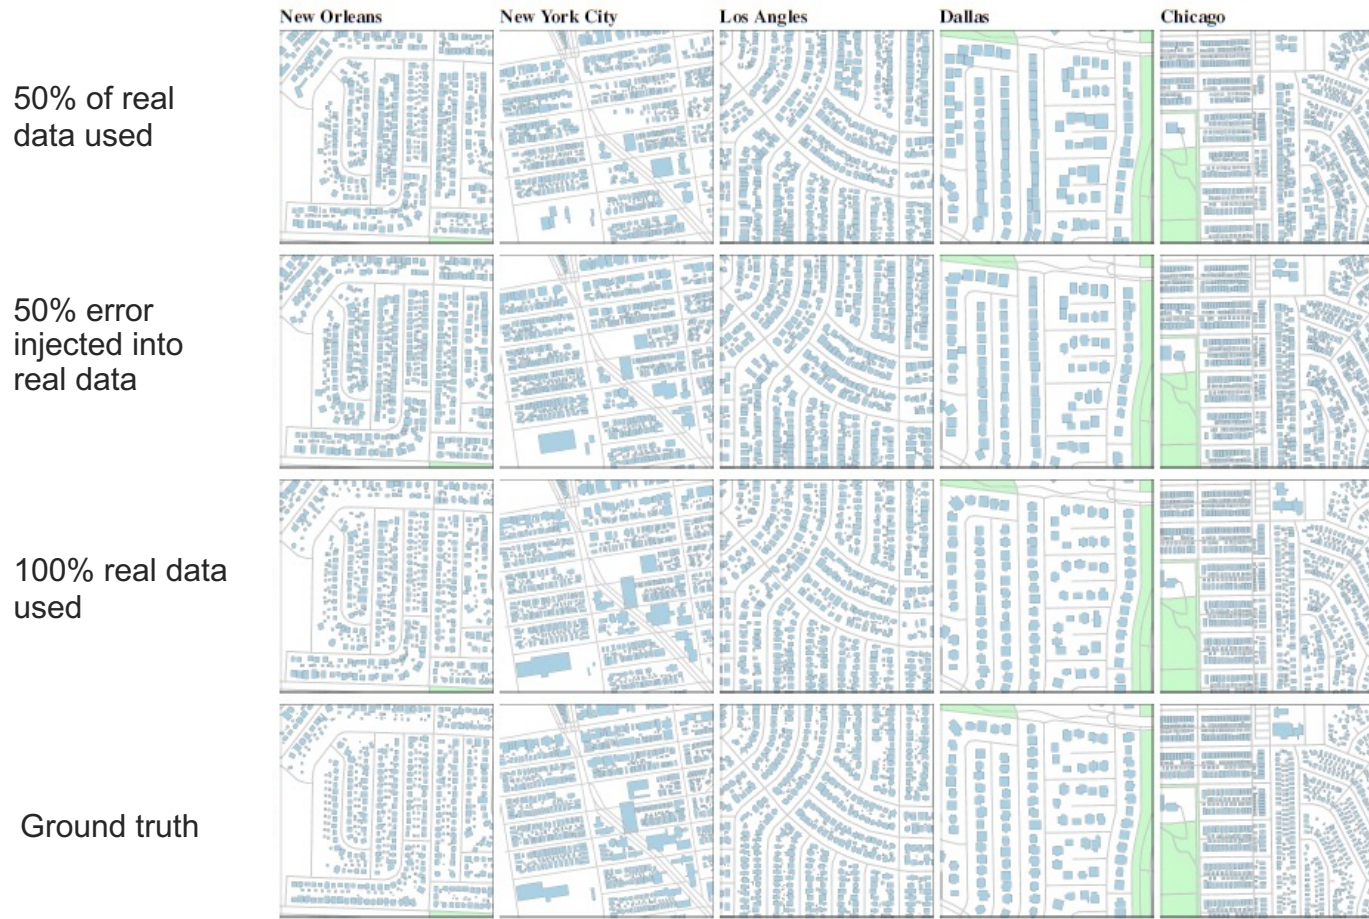 New Orleans
New York City
Los Angeles
Dallas
Chicago
50% of real
data used
50% error
injected into
real data
100% real data
used
Ground truth